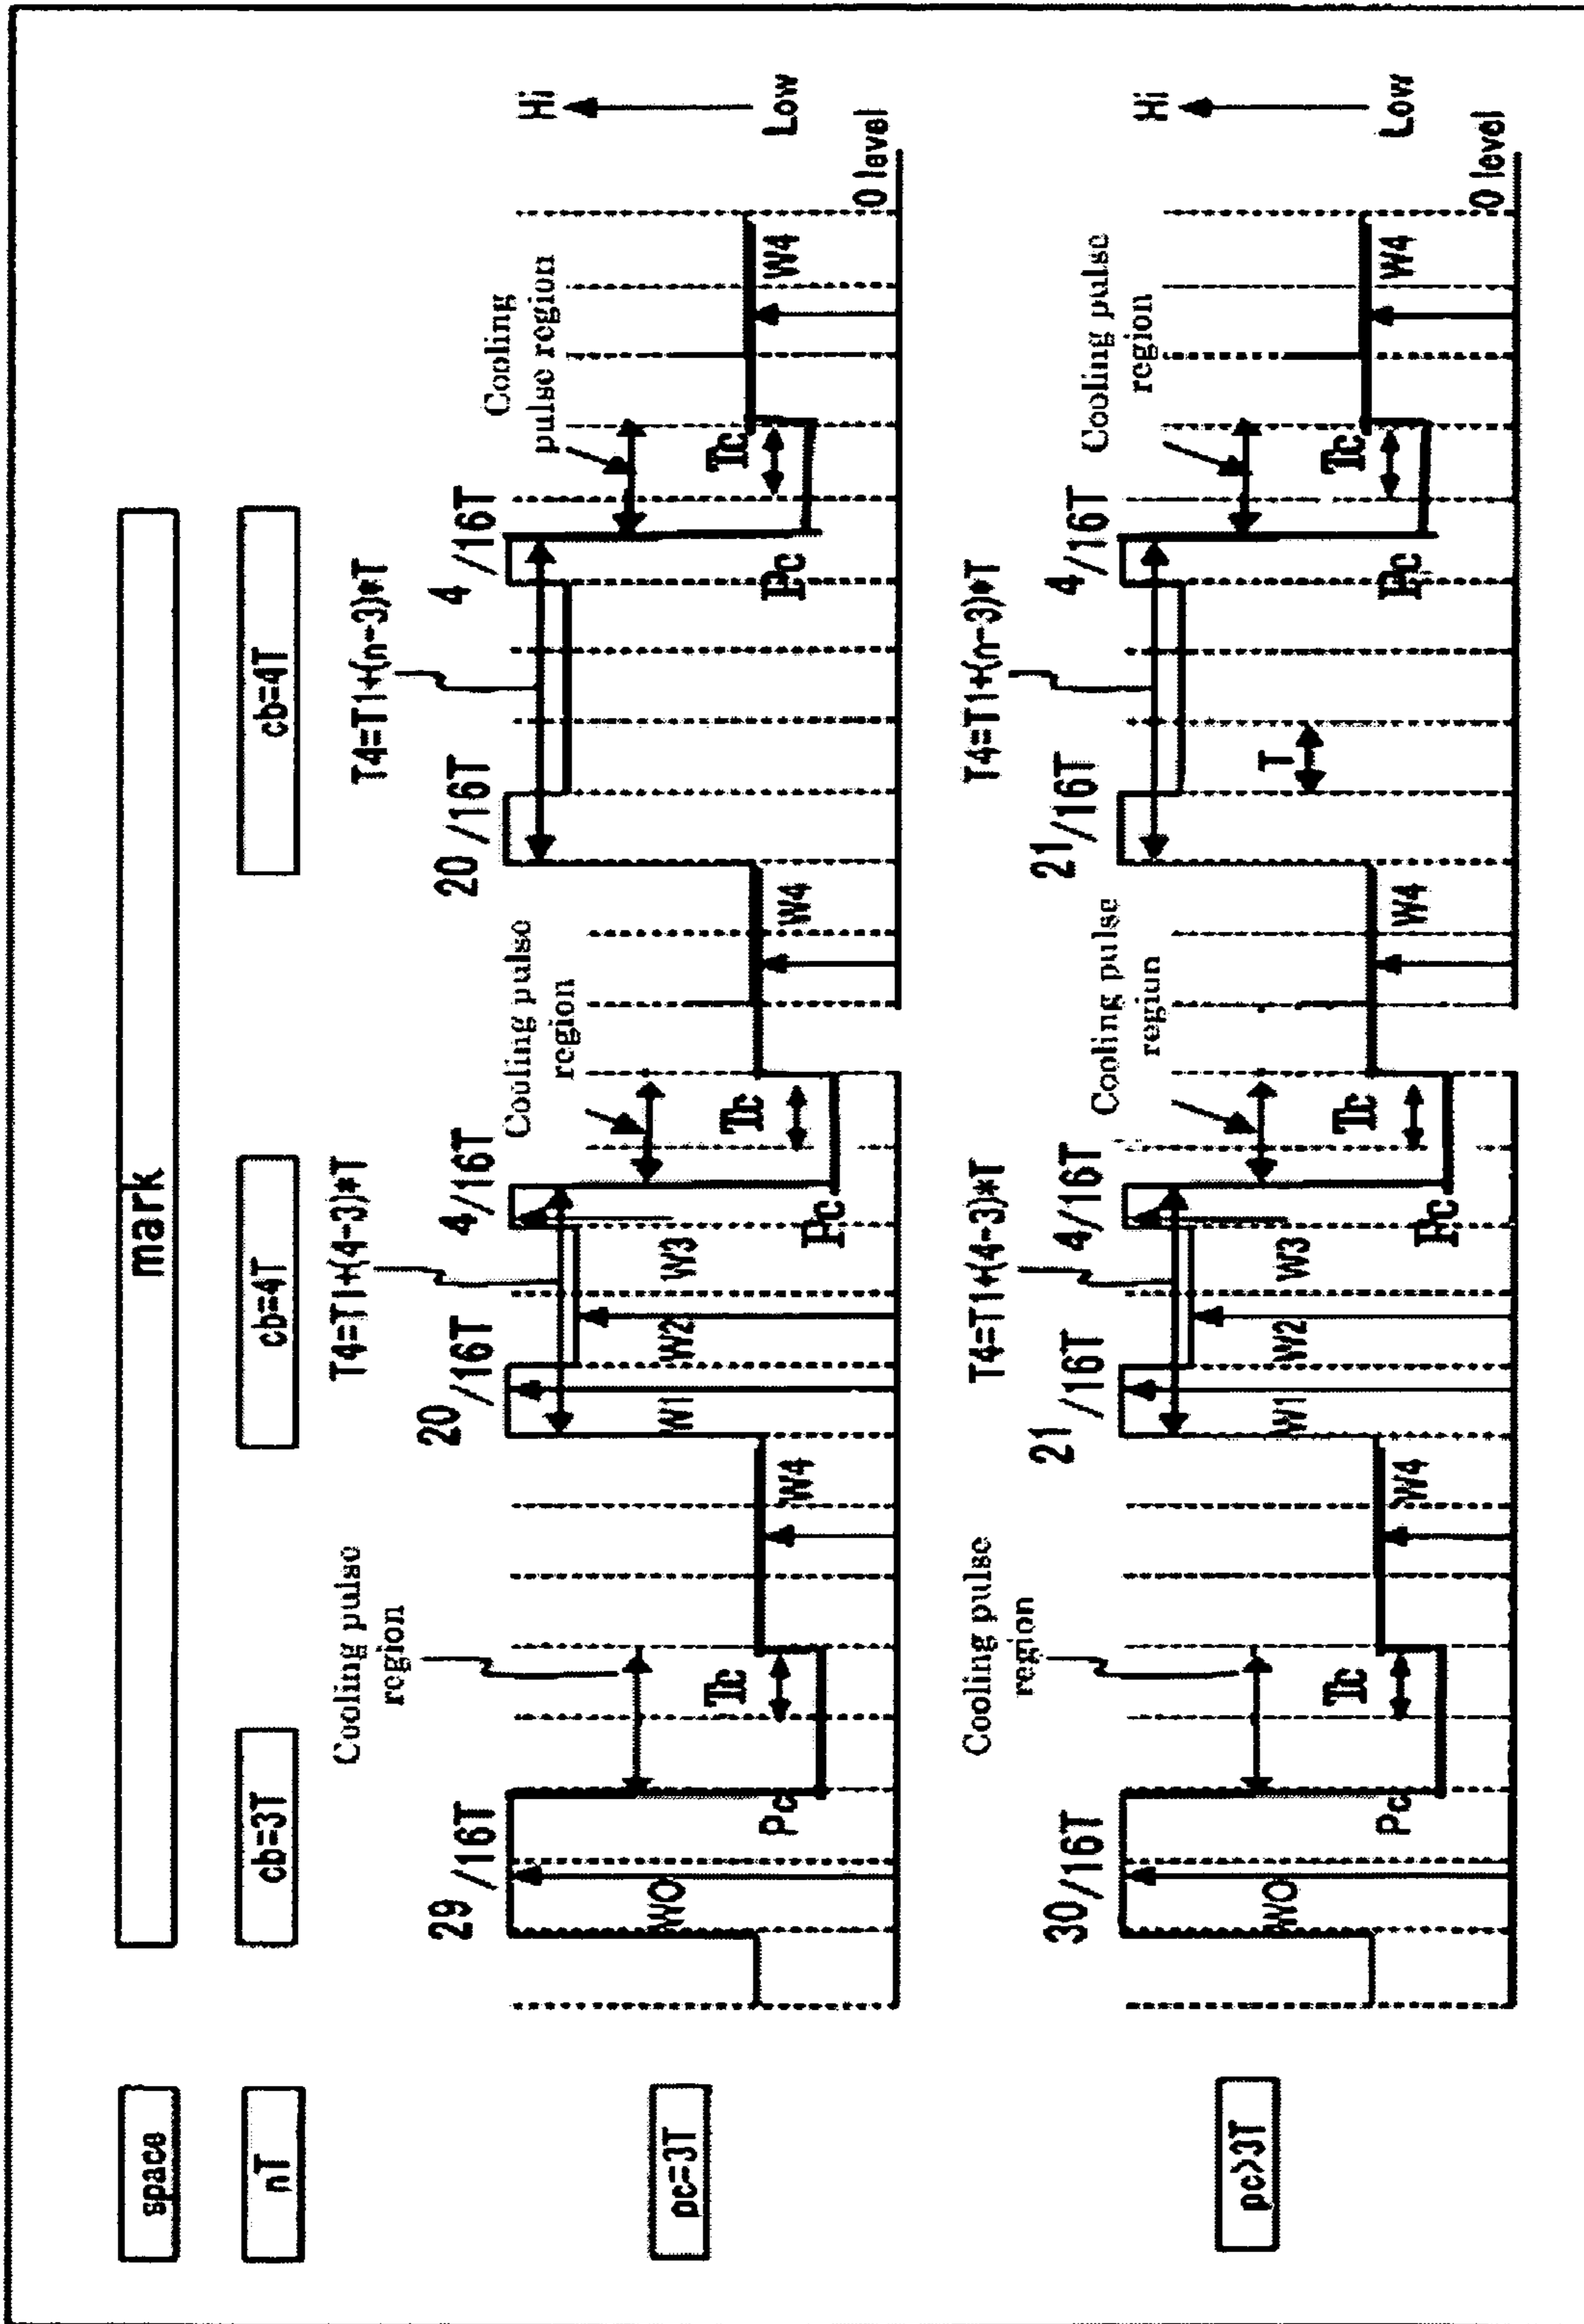 space
mark
nT
cb=3T
cb=4T
cb=4T
pc=3T
29/16T
WO
Pc
Cooling pulse
region
Tc
W4
T4=T1+(4-3)*T
20/16T
W1
W2
W3
4/16T
Pc
Cooling pulse
region
Tc
W4
T4=T1+(n-3)*T
20/16T
4/16T
Pc
Cooling
pulse region
Tc
W4
Hi
Low
0 level
pc>3T
30/16T
WO
Pc
Cooling pulse
region
Tc
W4
T4=T1+(4-3)*T
21/16T
W1
W2
W3
4/16T
Pc
Cooling pulse
region
Tc
W4
T4=T1+(n-3)*T
21/16T
T
4/16T
Pc
Cooling pulse
region
Tc
W4
Hi
Low
0 level